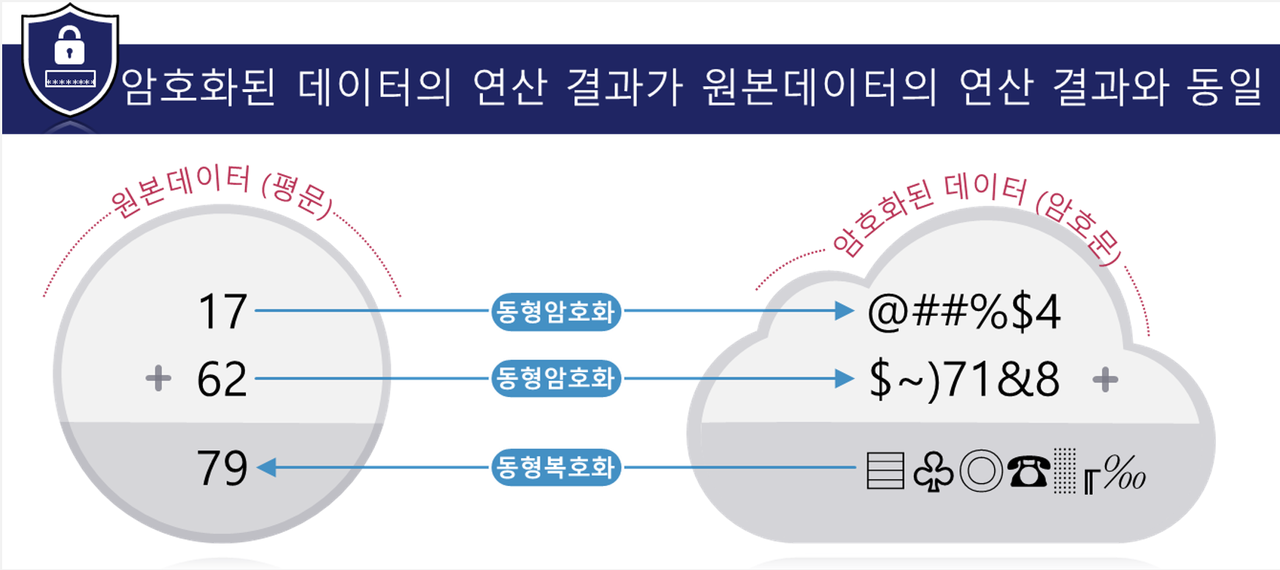 ********
암호화된 데이터의 연산 결과가 원본데이터의 연산 결과와 동일
원본데이터 (평문)
암호화된 데이터 (암호문)
17 동형암호화 @##%$4
+ 62 동형암호화 $~)71&8 +
79 동형복호화 ▤♧◎☎░╓‰